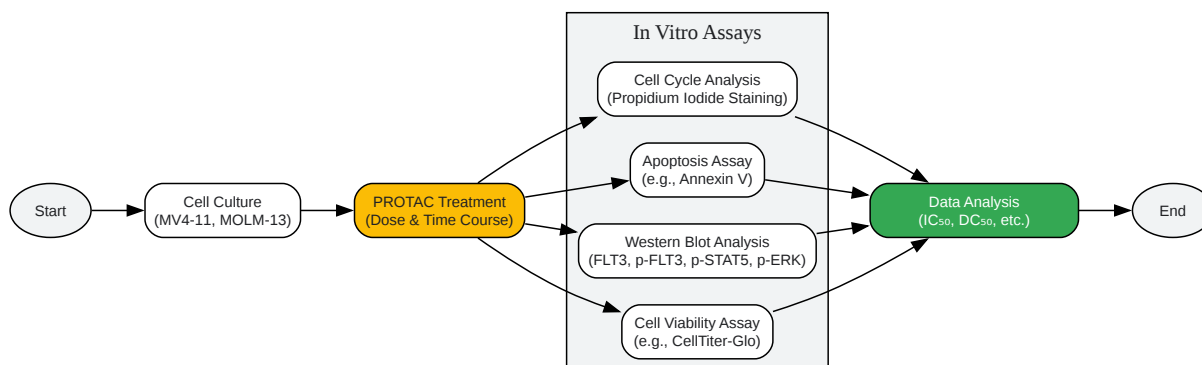 In Vitro Assays
Cell Cycle Analysis
(Propidium Iodide Staining)
Apoptosis Assay
(e.g., Annexin V)
Start
Cell Culture
(MV4-11, MOLM-13)
PROTAC Treatment
(Dose & Time Course)
Data Analysis
(IC₅₀, DC₅₀, etc.)
End
Western Blot Analysis
(FLT3, p-FLT3, p-STAT5, p-ERK)
Cell Viability Assay
(e.g., CellTiter-Glo)